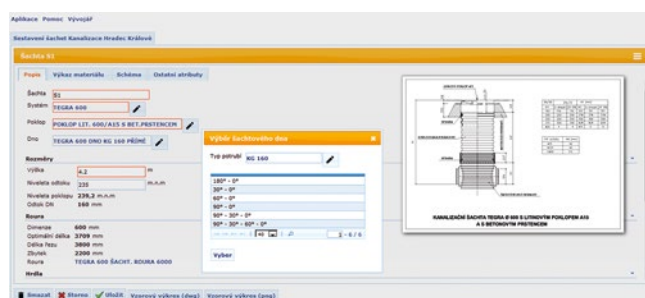 Aplikace Pomoc Vývojář
Sestavení šachet Kanalizace Hradec Králové
Šachta S1
Popis Výkaz materiálu Schéma Ostatní atributy
Šachta S1
Systém TEGRA 600
Poklop POKLOP LIT. 600/A15 S BET.PRSTENCEM
Dno TEGRA 600 DNO KG 160 PŘÍMÉ
Rozměry
Výška 4.2 m
Niveleta odtoku 235 m.n.m
Niveleta poklopu 239,2 m.n.m
Odtok DN 160 mm
Roura
Dimenze 600 mm
Optimální délka 3709 mm
Délka řezu 3800 mm
Zbytek 2200 mm
Roura TEGRA 600 ŠACHT. ROURA 6000
Hrdla
Smazat Storno Uložit Vzorový výkres (dwg) Vzorový výkres (png)
Výběr šachtového dna
Typ potrubí KG 160
180° - 0°
30° - 0°
60° - 0°
90° - 0°
90° - 30° - 0°
90° - 30° - 60° - 0°
1 - 6 / 6
Vyber
KANALIZAČNÍ ŠACHTA TEGRA Ø 600 S LITINOVÝM POKLOPEM A15
A S BETONOVÝM PRSTENCEM